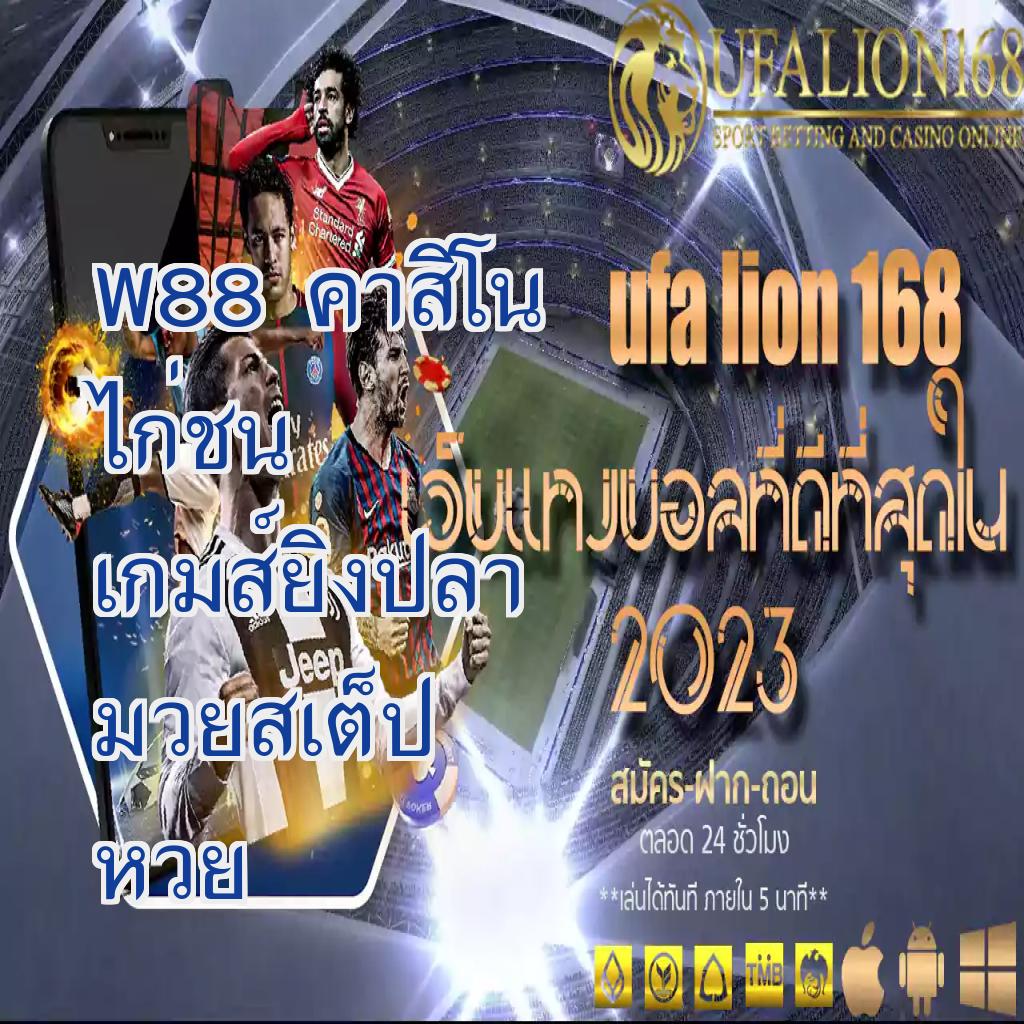 UFALION168
SPORT BETTING AND CASINO ONLINE
Standard
Chartered
w88 คาสิโน
ไก่ชน
เกมส์ยิงปลา
มวยสเต็ป
หวย
ufa lion 168
เว็บแทงบอลที่ดีที่สุดใน
2023
Jeep
สมัคร-ฝาก-ถอน
ตลอด 24 ชั่วโมง
**เล่นได้ทันที ภายใน 5 นาที**
TMB